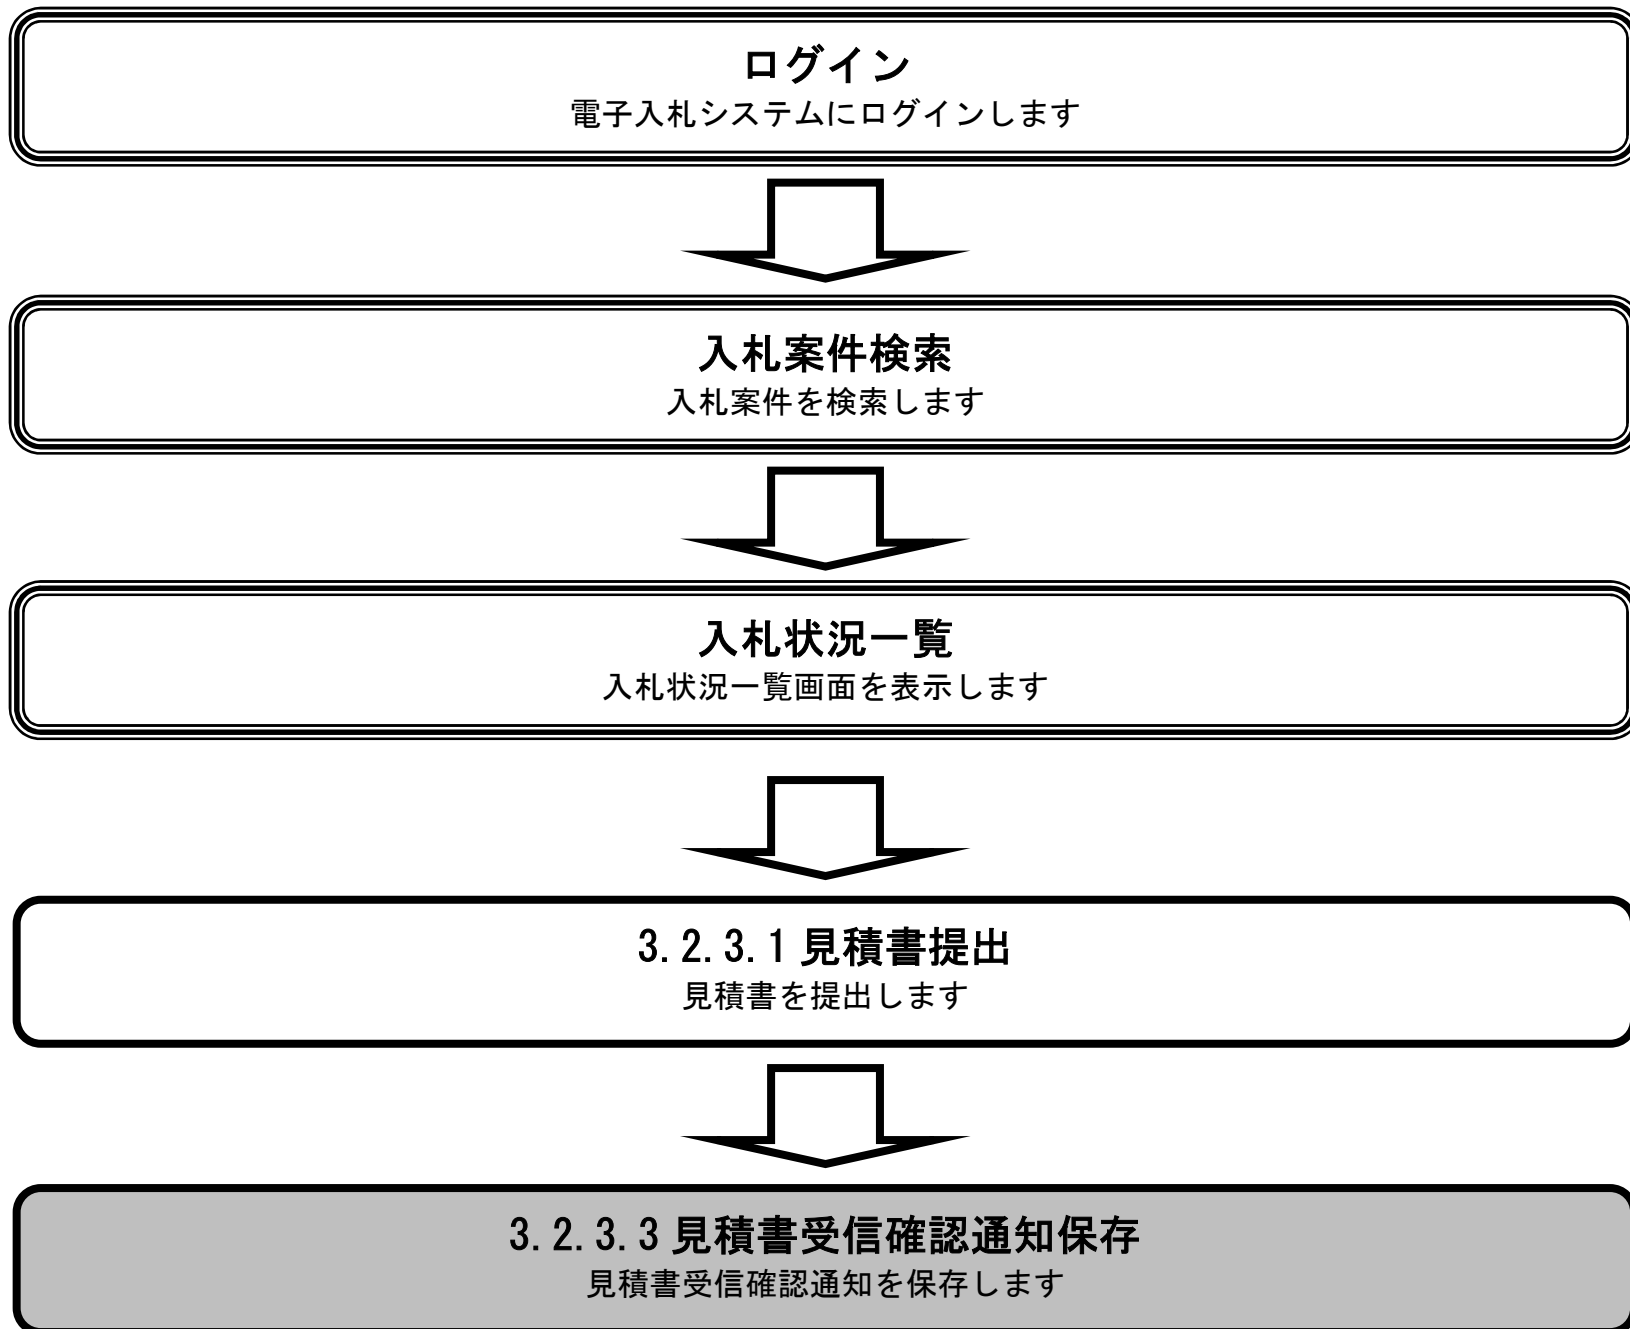 ログイン
電子入札システムにログインします
入札案件検索
入札案件を検索します
入札状況一覧
入札状況一覧画面を表示します
3.2.3.1 見積書提出
見積書を提出します
3.2.3.3 見積書受信確認通知保存
見積書受信確認通知を保存します